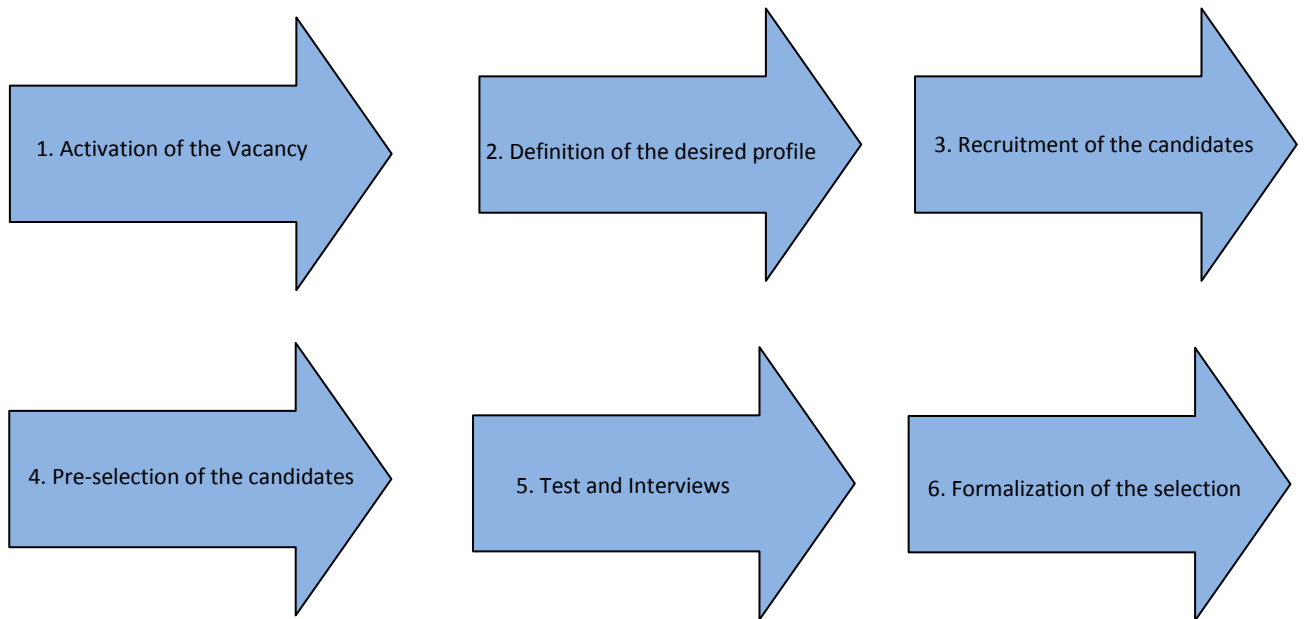 1. Activation of the Vacancy
2. Definition of the desired profile
3. Recruitment of the candidates
4. Pre-selection of the candidates
5. Test and Interviews
6. Formalization of the selection